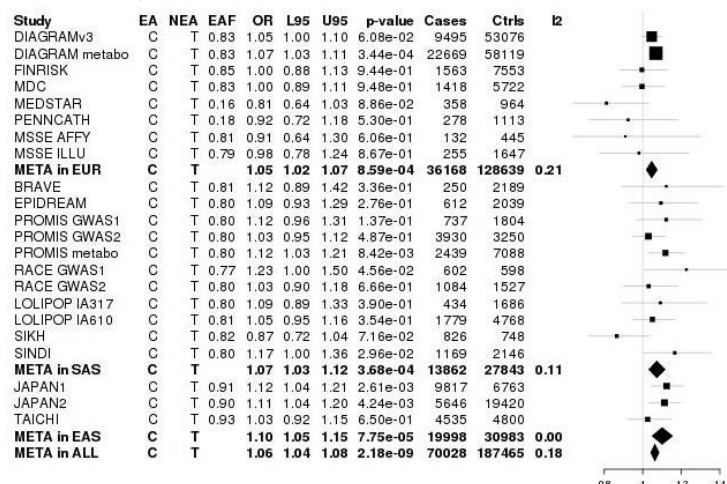 Study EA NEA EAF OR L95 U95 p-value Cases Ctrls I2
DIAGRAMv3 C T 0.83 1.05 1.00 1.10 6.08e-02 9495 53076
DIAGRAM metabo C T 0.83 1.07 1.03 1.11 3.44e-04 22669 58119
FINRISK C T 0.85 1.00 0.88 1.13 9.44e-01 1563 7553
MDC C T 0.83 1.00 0.89 1.11 9.48e-01 1418 5722
MEDSTAR C T 0.16 0.81 0.64 1.03 8.86e-02 358 964
PENNCATH C T 0.18 0.92 0.72 1.18 5.30e-01 278 1113
MSSE AFFY C T 0.81 0.91 0.64 1.30 6.06e-01 132 445
MSSE ILLU C T 0.79 0.98 0.78 1.24 8.67e-01 255 1647
META in EUR C T 1.05 1.02 1.07 8.59e-04 36168 128639 0.21
BRAVE C T 0.81 1.12 0.89 1.42 3.36e-01 250 2189
EPIDREAM C T 0.80 1.09 0.93 1.29 2.76e-01 612 2039
PROMIS GWAS1 C T 0.80 1.12 0.96 1.31 1.37e-01 737 1804
PROMIS GWAS2 C T 0.80 1.03 0.95 1.12 4.87e-01 3930 3250
PROMIS metabo C T 0.80 1.12 1.03 1.21 8.42e-03 2439 7088
RACE GWAS1 C T 0.77 1.23 1.00 1.50 4.56e-02 602 598
RACE GWAS2 C T 0.80 1.03 0.90 1.18 6.66e-01 1084 1527
LOLIPOP IA317 C T 0.80 1.09 0.89 1.33 3.90e-01 434 1686
LOLIPOP IA610 C T 0.81 1.05 0.95 1.16 3.54e-01 1779 4768
SIKH C T 0.82 0.87 0.72 1.04 7.16e-02 826 748
SINDI C T 0.80 1.17 1.00 1.36 2.96e-02 1169 2146
META in SAS C T 1.07 1.03 1.12 3.68e-04 13862 27843 0.11
JAPAN1 C T 0.91 1.12 1.04 1.21 2.61e-03 9817 6763
JAPAN2 C T 0.90 1.11 1.04 1.20 4.24e-03 5646 19420
TAICHI C T 0.93 1.03 0.92 1.15 6.50e-01 4535 4800
META in EAS C T 1.10 1.05 1.15 7.75e-05 19998 30983 0.00
META in ALL C T 1.06 1.04 1.08 2.18e-09 70028 187465 0.18